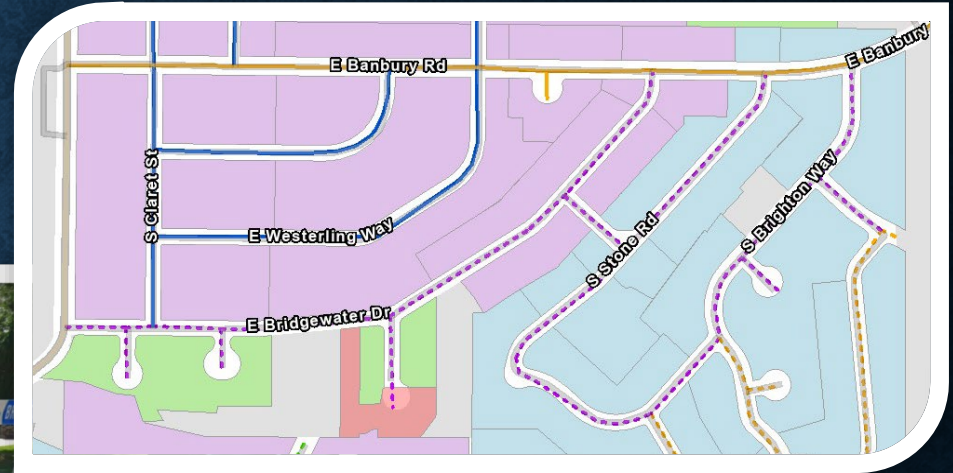 E Banbury Rd
E Banbury
S Claret St
E Westerling Way
S Brighton Way
S Stone Rd
E Bridgewater Dr